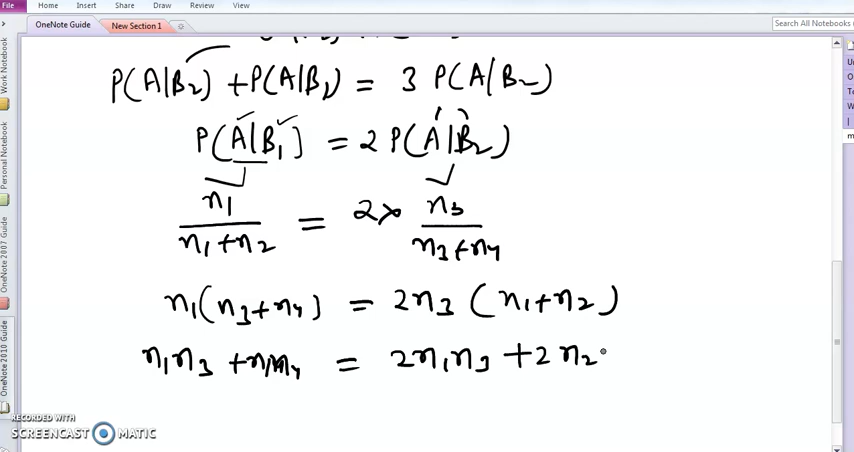 File Home Insert Share Draw Review View
OneNote Guide New Section 1 Search All Notebooks
Work Notebook
Personal Notebook
OneNote 2007 Guide
OneNote 2010 Guide
P(A|B₂) + P(A|B₁) = 3 P(A|B₂)
P(A|B₁] = 2 P(A|B₂)
n₁/(n₁+n₂) = 2× n₃/(n₃+n₄)
n₁(n₃+n₄) = 2n₃ (n₁+n₂)
n₁n₃ + n₁n₄ = 2n₁n₃ + 2n₂
RECORDED WITH
SCREENCAST MATIC